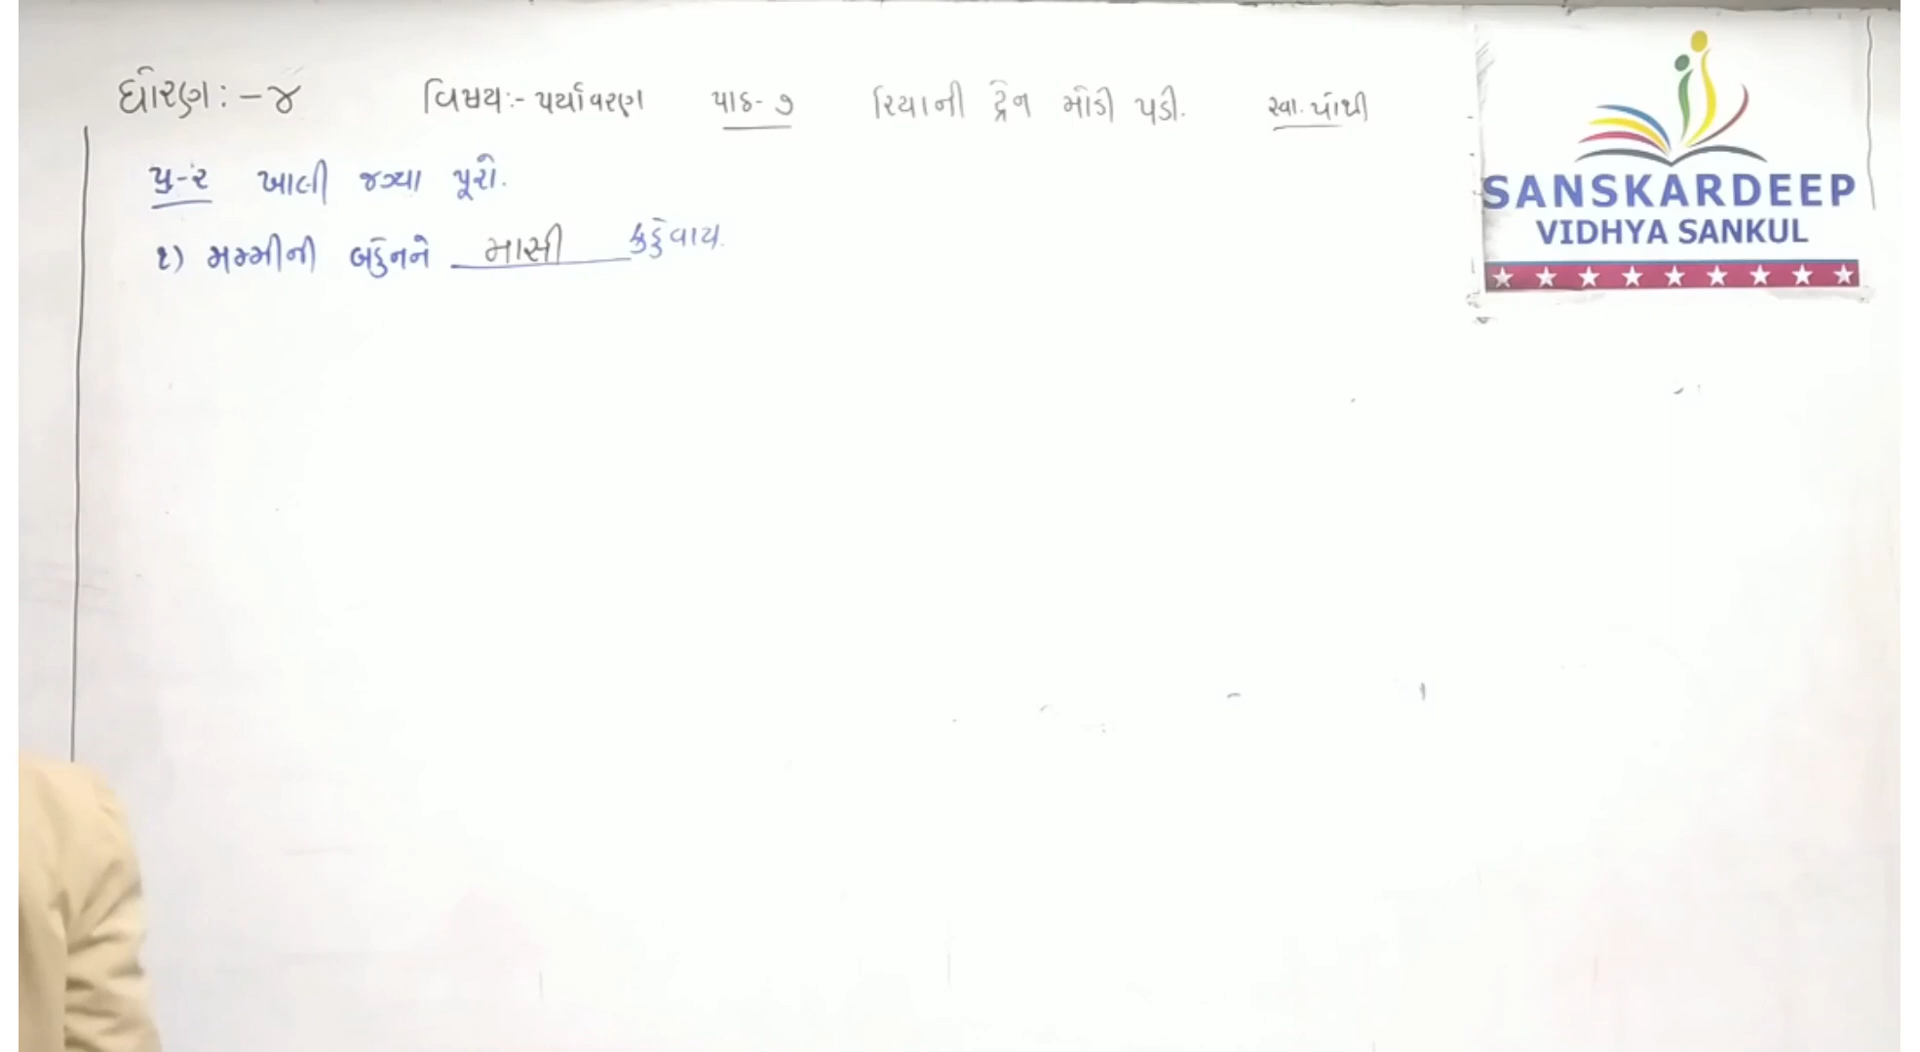 ધોરણ:-૪ વિષય:- પર્યાવરણ પાઠ-૭ રિયાની ટ્રેન મોડી પડી. સ્વા. પોથી
પ્ર-૨ ખાલી જગ્યા પૂરો.
૧) મમ્મીની બહેનને માસી કહેવાય.
SANSKARDEEP
VIDHYA SANKUL